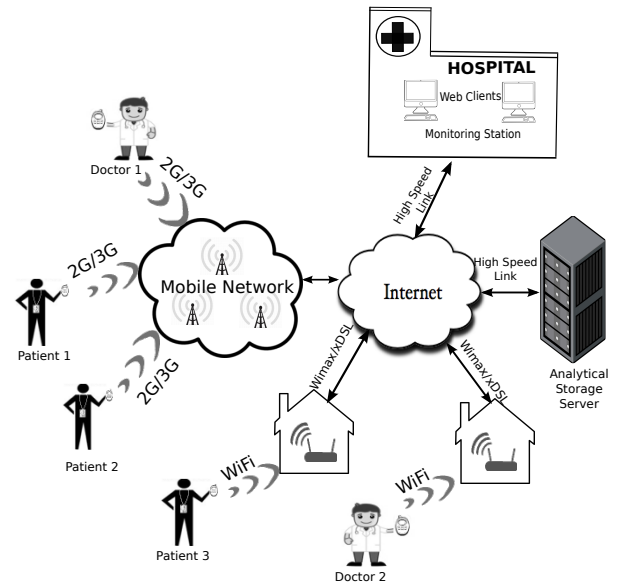 HOSPITAL
Web Clients
Monitoring Station
Doctor 1
2G/3G
High Speed
Link
2G/3G
Mobile Network
Internet
High Speed
Link
Patient 1
2G/3G
Wimax/xDSL
Wimax/xDSL
Analytical
Storage
Server
Patient 2
WiFi
WiFi
Patient 3
Doctor 2